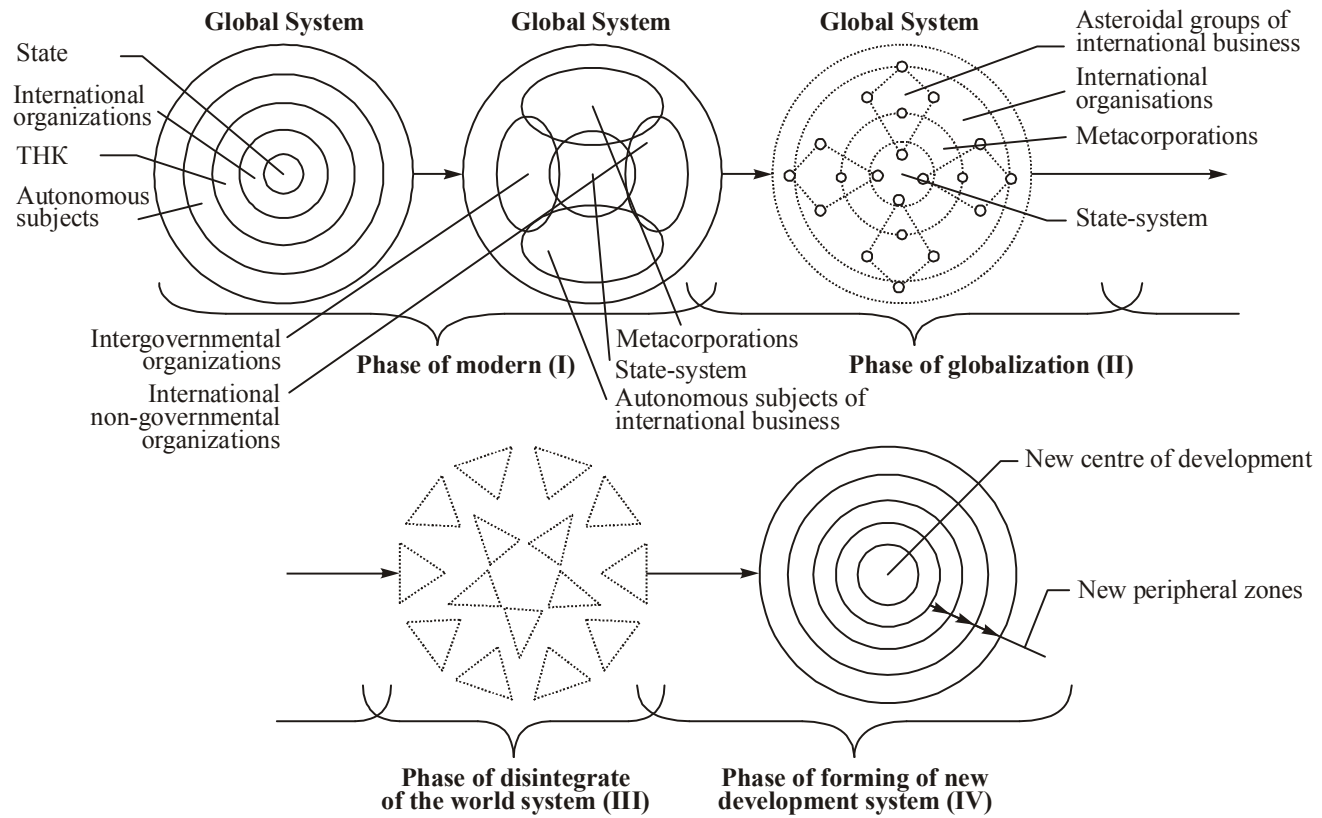 Global System
Global System
Global System
State
International
organizations
ТНК
Autonomous
subjects
Asteroidal groups of
international business
International
organisations
Metacorporations
State-system
Intergovernmental
organizations
International
non-governmental
organizations
Phase of modern (I)
Metacorporations
State-system
Autonomous subjects of
international business
Phase of globalization (II)
New centre of development
New peripheral zones
Phase of disintegrate
of the world system (III)
Phase of forming of new
development system (IV)